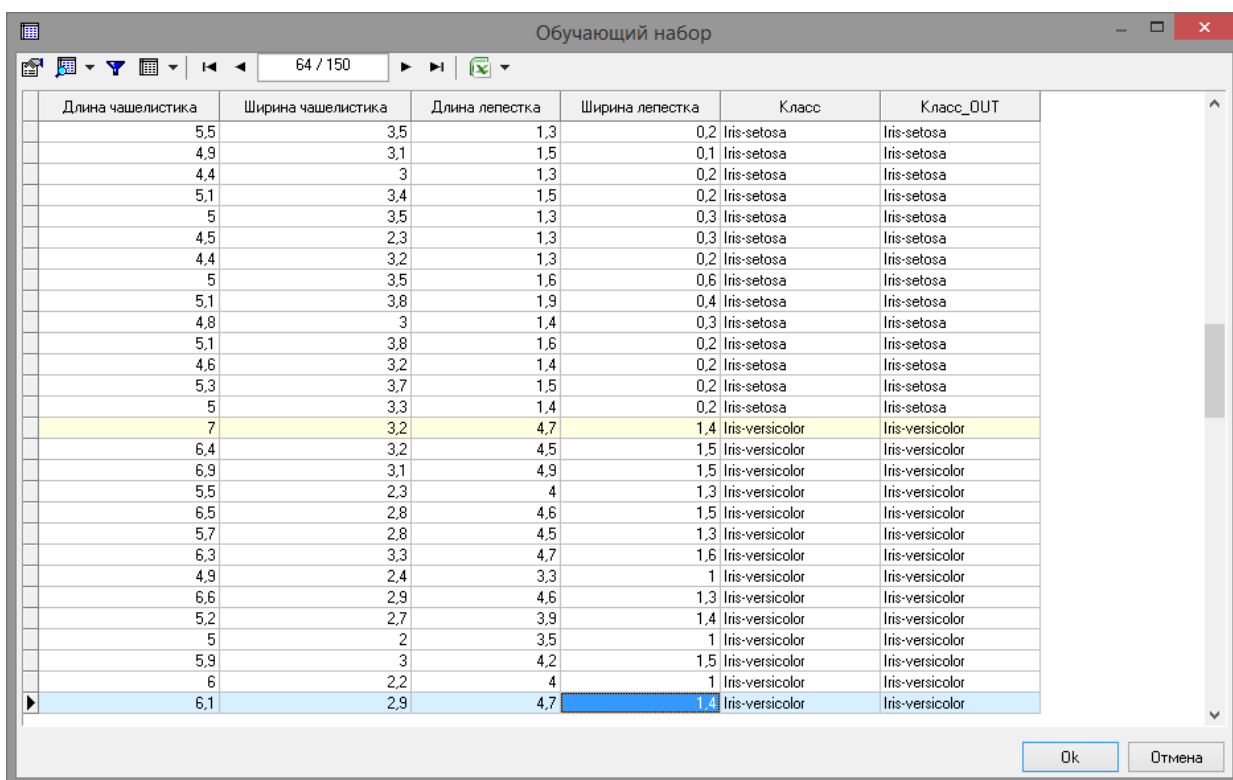 Обучающий набор
64 / 150
Длина чашелистика Ширина чашелистика Длина лепестка Ширина лепестка Класс Класс_OUT
5,5 3,5 1,3 0,2 Iris-setosa Iris-setosa
4,9 3,1 1,5 0,1 Iris-setosa Iris-setosa
4,4 3 1,3 0,2 Iris-setosa Iris-setosa
5,1 3,4 1,5 0,2 Iris-setosa Iris-setosa
5 3,5 1,3 0,3 Iris-setosa Iris-setosa
4,5 2,3 1,3 0,3 Iris-setosa Iris-setosa
4,4 3,2 1,3 0,2 Iris-setosa Iris-setosa
5 3,5 1,6 0,6 Iris-setosa Iris-setosa
5,1 3,8 1,9 0,4 Iris-setosa Iris-setosa
4,8 3 1,4 0,3 Iris-setosa Iris-setosa
5,1 3,8 1,6 0,2 Iris-setosa Iris-setosa
4,6 3,2 1,4 0,2 Iris-setosa Iris-setosa
5,3 3,7 1,5 0,2 Iris-setosa Iris-setosa
5 3,3 1,4 0,2 Iris-setosa Iris-setosa
7 3,2 4,7 1,4 Iris-versicolor Iris-versicolor
6,4 3,2 4,5 1,5 Iris-versicolor Iris-versicolor
6,9 3,1 4,9 1,5 Iris-versicolor Iris-versicolor
5,5 2,3 4 1,3 Iris-versicolor Iris-versicolor
6,5 2,8 4,6 1,5 Iris-versicolor Iris-versicolor
5,7 2,8 4,5 1,3 Iris-versicolor Iris-versicolor
6,3 3,3 4,7 1,6 Iris-versicolor Iris-versicolor
4,9 2,4 3,3 1 Iris-versicolor Iris-versicolor
6,6 2,9 4,6 1,3 Iris-versicolor Iris-versicolor
5,2 2,7 3,9 1,4 Iris-versicolor Iris-versicolor
5 2 3,5 1 Iris-versicolor Iris-versicolor
5,9 3 4,2 1,5 Iris-versicolor Iris-versicolor
6 2,2 4 1 Iris-versicolor Iris-versicolor
6,1 2,9 4,7 1,4 Iris-versicolor Iris-versicolor
Ok Отмена